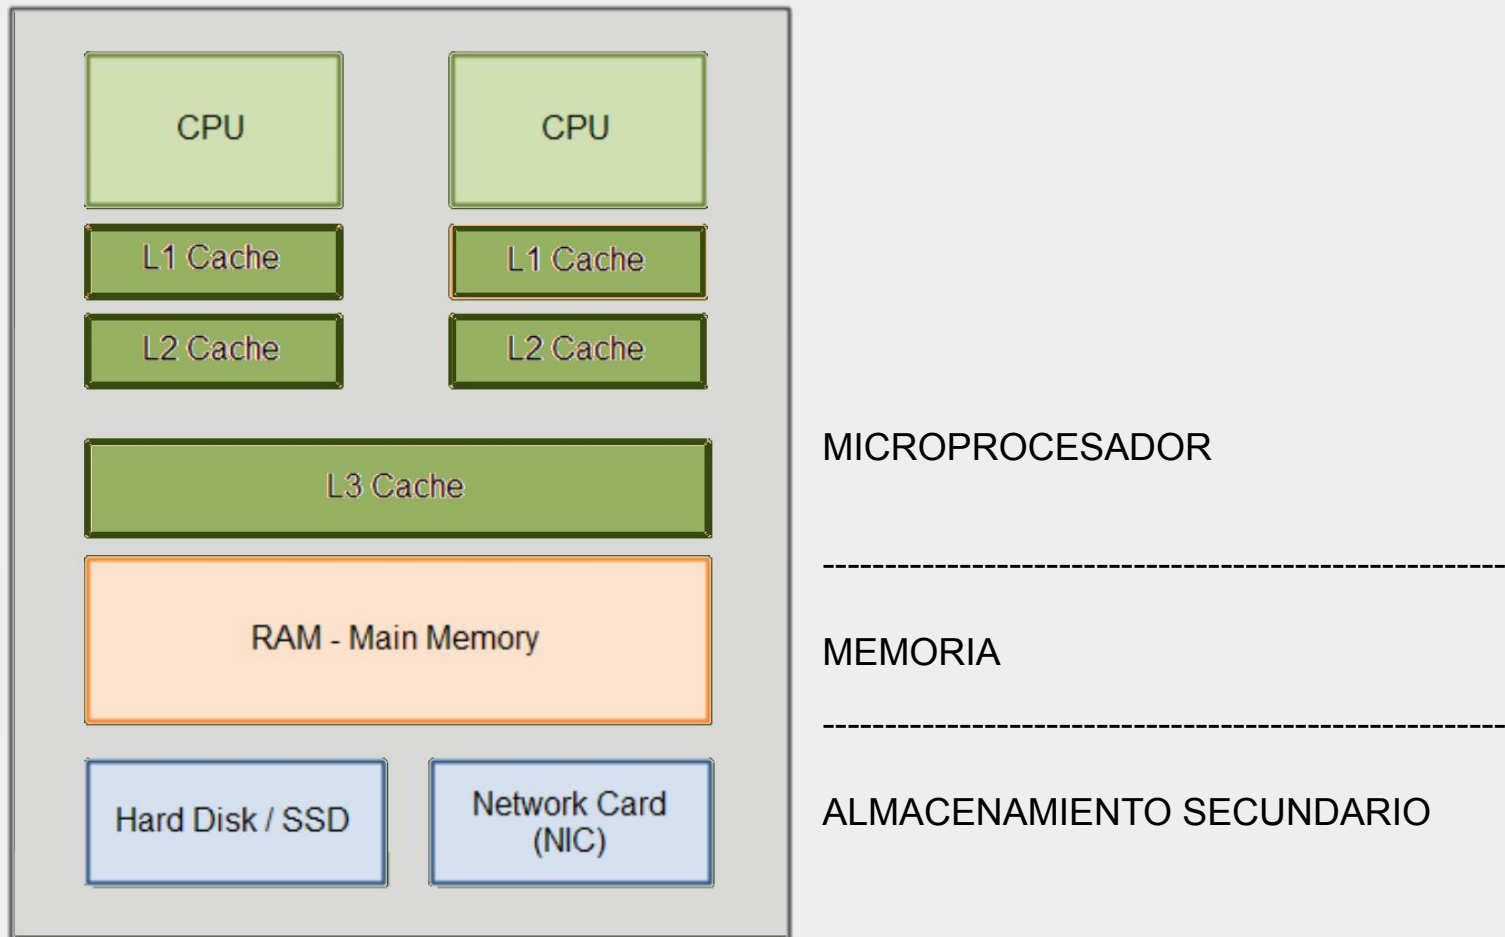 CPU
CPU
L1 Cache
L1 Cache
L2 Cache
L2 Cache
L3 Cache
MICROPROCESADOR
-------------------------------------------------------
RAM - Main Memory
MEMORIA
-------------------------------------------------------
Hard Disk / SSD
Network Card
(NIC)
ALMACENAMIENTO SECUNDARIO